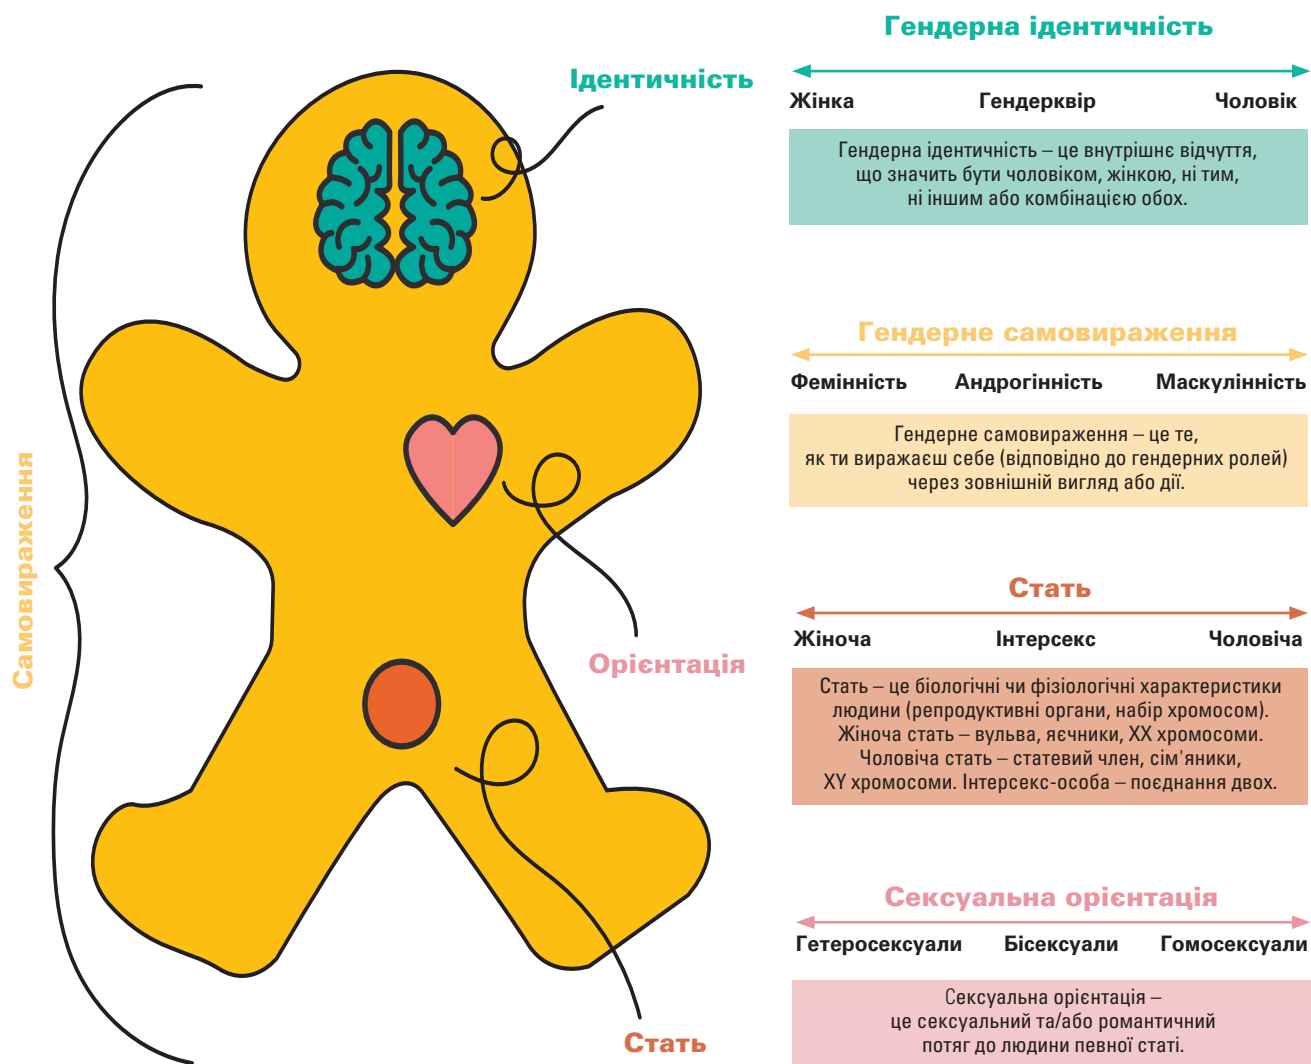 Ідентичність
Самовираження
Орієнтація
Стать
Гендерна ідентичність
Жінка Гендерквір Чоловік
Гендерна ідентичність – це внутрішнє відчуття,
що значить бути чоловіком, жінкою, ні тим,
ні іншим або комбінацією обох.
Гендерне самовираження
Фемінність Андрогінність Маскулінність
Гендерне самовираження – це те,
як ти виражаєш себе (відповідно до гендерних ролей)
через зовнішній вигляд або дії.
Стать
Жіноча Інтерсекс Чоловіча
Стать – це біологічні чи фізіологічні характеристики
людини (репродуктивні органи, набір хромосом).
Жіноча стать – вульва, яєчники, XX хромосоми.
Чоловіча стать – статевий член, сім'яники,
XY хромосоми. Інтерсекс-особа – поєднання двох.
Сексуальна орієнтація
Гетеросексуали Бісексуали Гомосексуали
Сексуальна орієнтація –
це сексуальний та/або романтичний
потяг до людини певної статі.